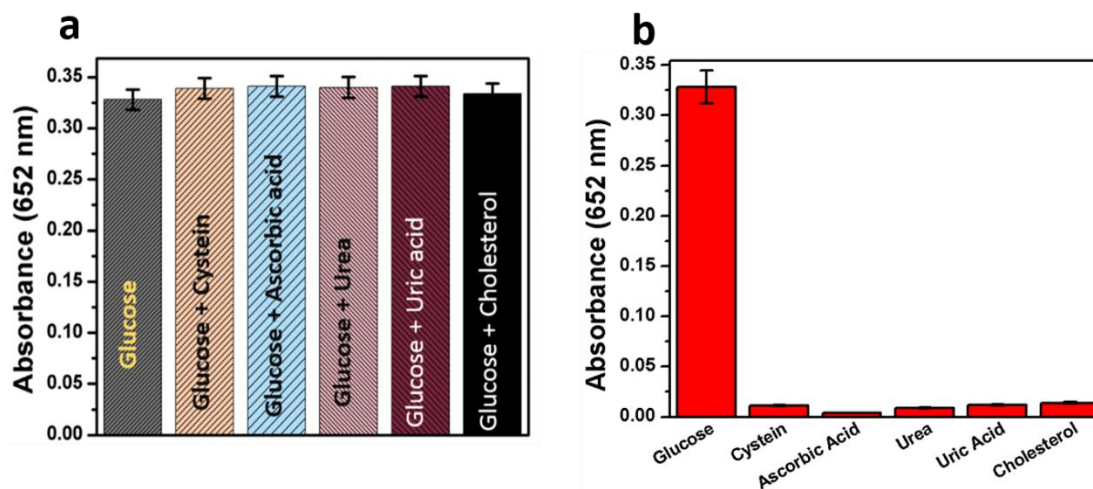 a
Absorbance (652 nm)
0.35
0.30
0.25
0.20
0.15
0.10
0.05
0.00
Glucose
Glucose + Cystein
Glucose + Ascorbic acid
Glucose + Urea
Glucose + Uric acid
Glucose + Cholesterol
b
Absorbance (652 nm)
0.35
0.30
0.25
0.20
0.15
0.10
0.05
0.00
Glucose
Cystein
Ascorbic Acid
Urea
Uric Acid
Cholesterol